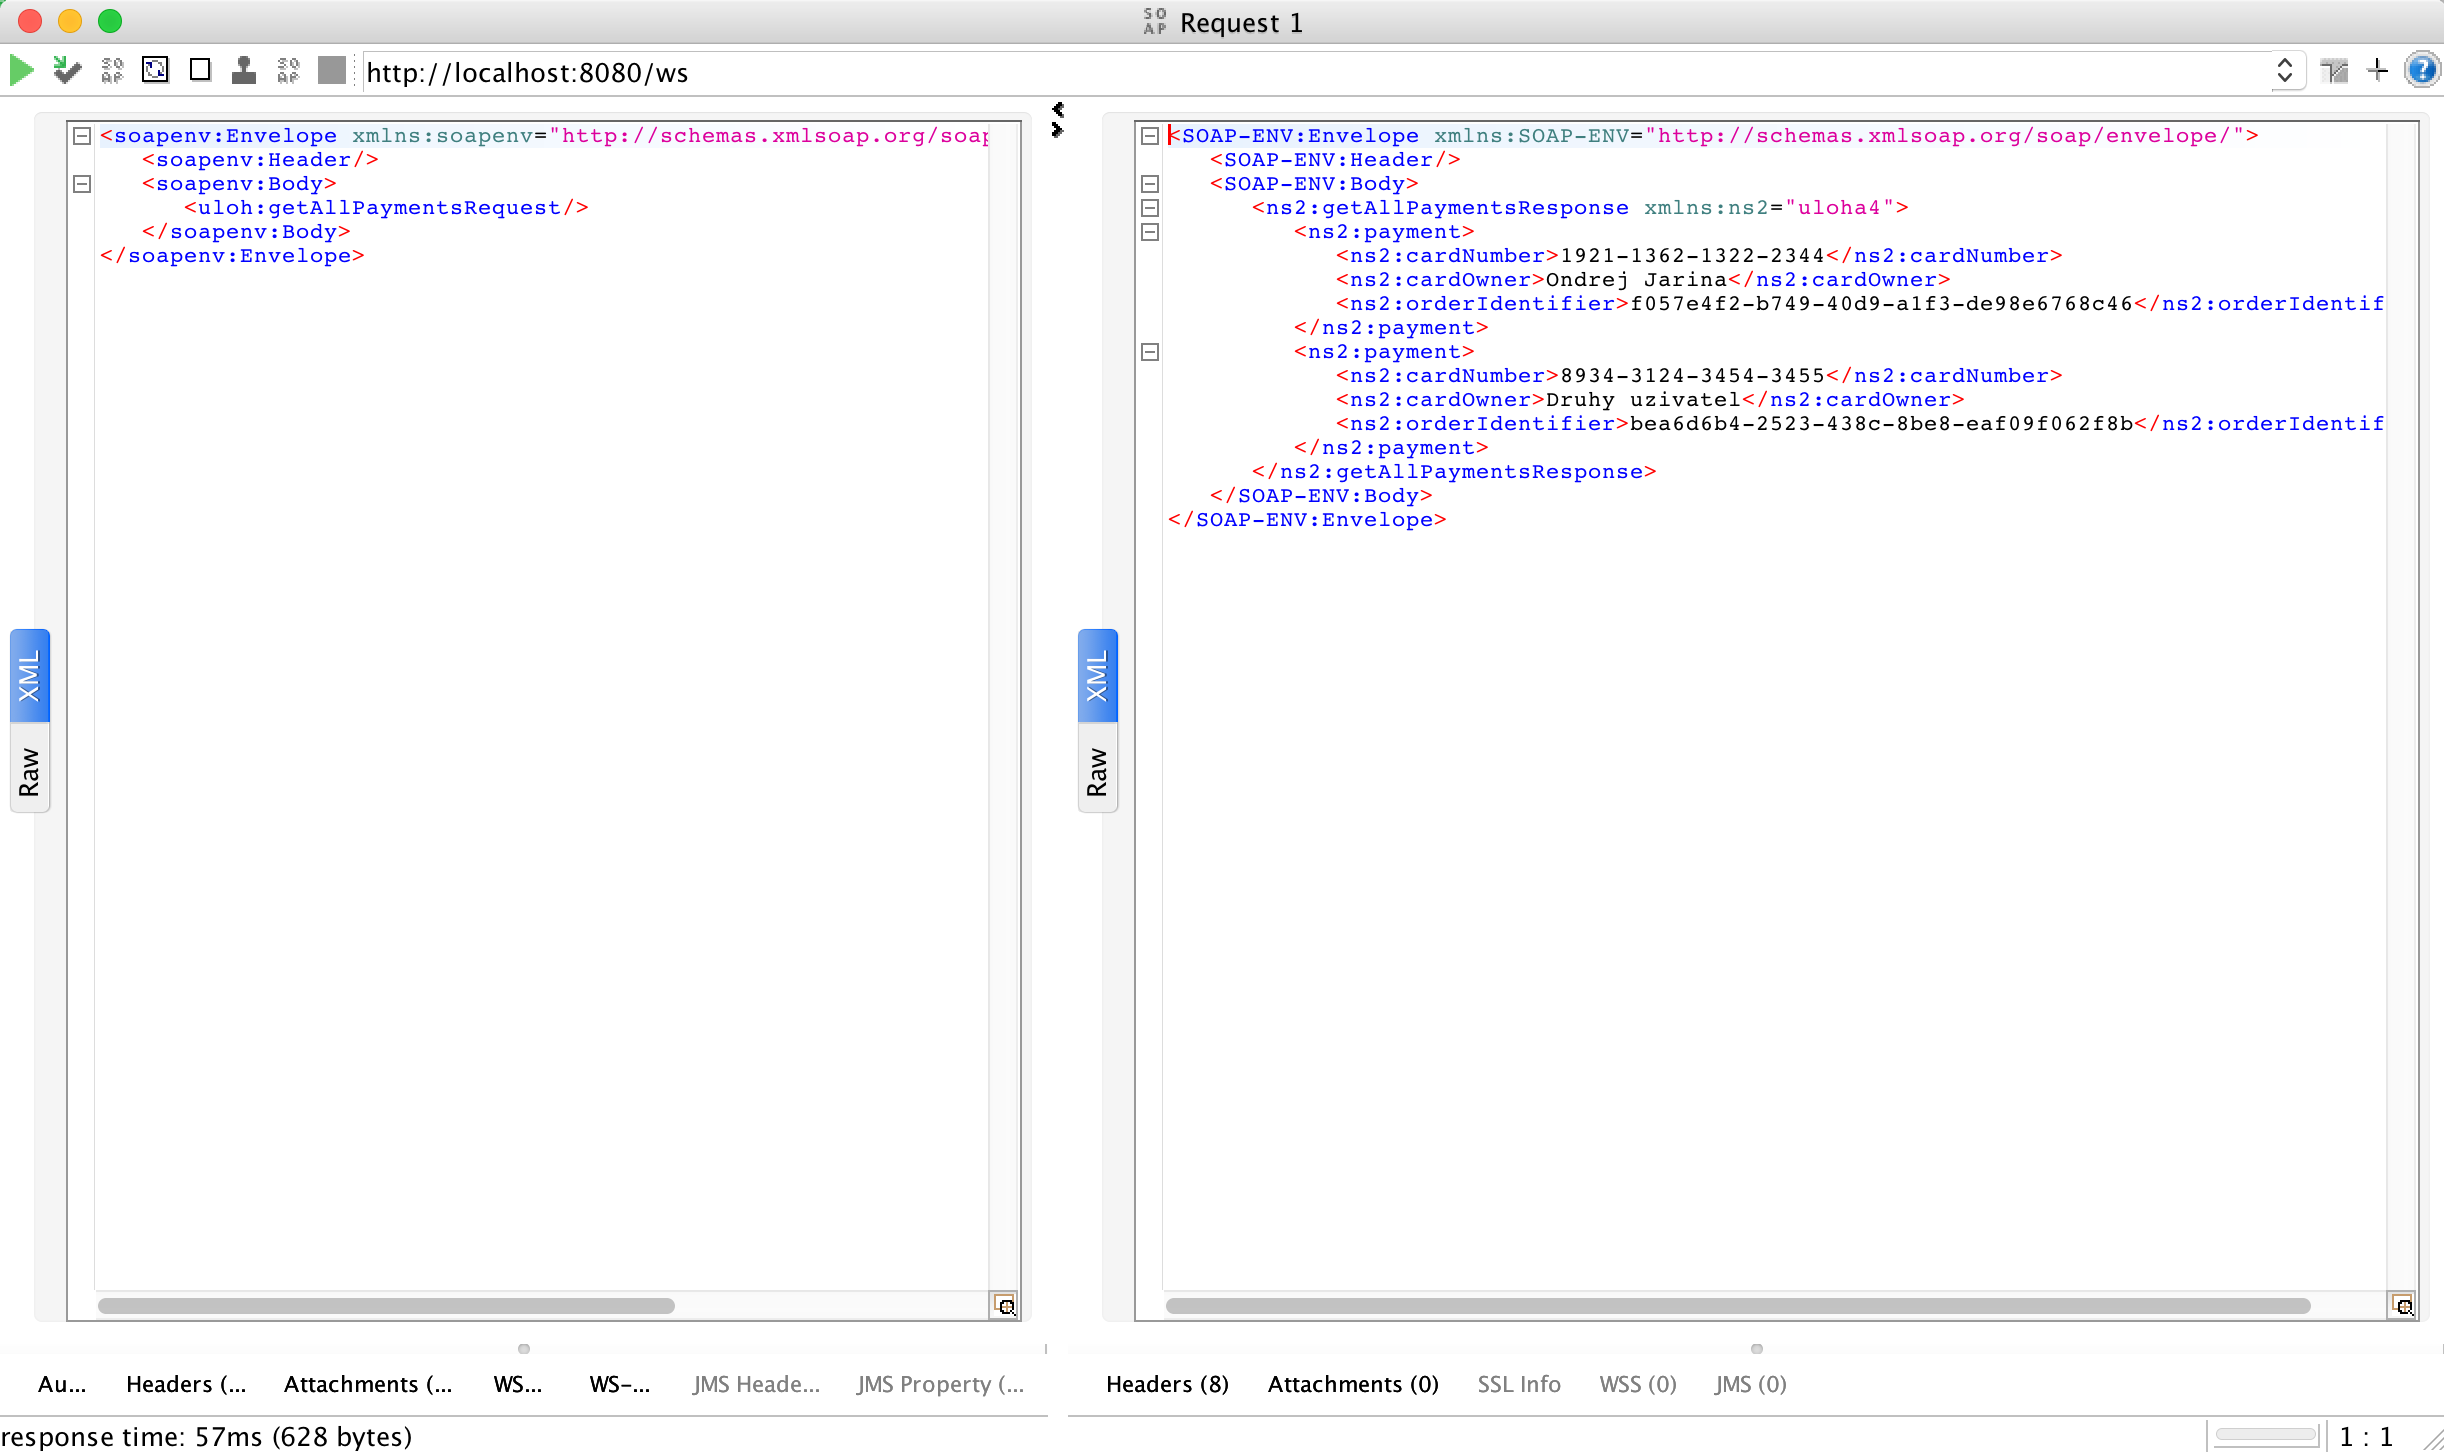 SOAP Request 1
http://localhost:8080/ws
<soapenv:Envelope xmlns:soapenv="http://schemas.xmlsoap.org/soap
<soapenv:Header/>
<soapenv:Body>
<uloh:getAllPaymentsRequest/>
</soapenv:Body>
</soapenv:Envelope>
XML
Raw
<SOAP-ENV:Envelope xmlns:SOAP-ENV="http://schemas.xmlsoap.org/soap/envelope/">
<SOAP-ENV:Header/>
<SOAP-ENV:Body>
<ns2:getAllPaymentsResponse xmlns:ns2="uloha4">
<ns2:payment>
<ns2:cardNumber>1921-1362-1322-2344</ns2:cardNumber>
<ns2:cardOwner>Ondrej Jarina</ns2:cardOwner>
<ns2:orderIdentifier>f057e4f2-b749-40d9-a1f3-de98e6768c46</ns2:orderIdentif
</ns2:payment>
<ns2:payment>
<ns2:cardNumber>8934-3124-3454-3455</ns2:cardNumber>
<ns2:cardOwner>Druhy uzivatel</ns2:cardOwner>
<ns2:orderIdentifier>bea6d6b4-2523-438c-8be8-eaf09f062f8b</ns2:orderIdentif
</ns2:payment>
</ns2:getAllPaymentsResponse>
</SOAP-ENV:Body>
</SOAP-ENV:Envelope>
XML
Raw
Au... Headers (... Attachments (... WS... WS-... JMS Heade... JMS Property (...
Headers (8) Attachments (0) SSL Info WSS (0) JMS (0)
response time: 57ms (628 bytes)
1 : 1